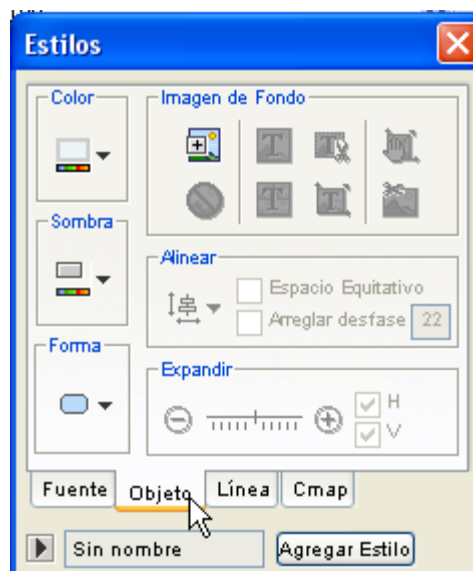 Estilos
Color
Imagen de Fondo
Sombra
Alinear
Espacio Equitativo
Arreglar desfase 22
Forma
Expandir
H
V
Fuente Objeto Línea Cmap
Sin nombre Agregar Estilo